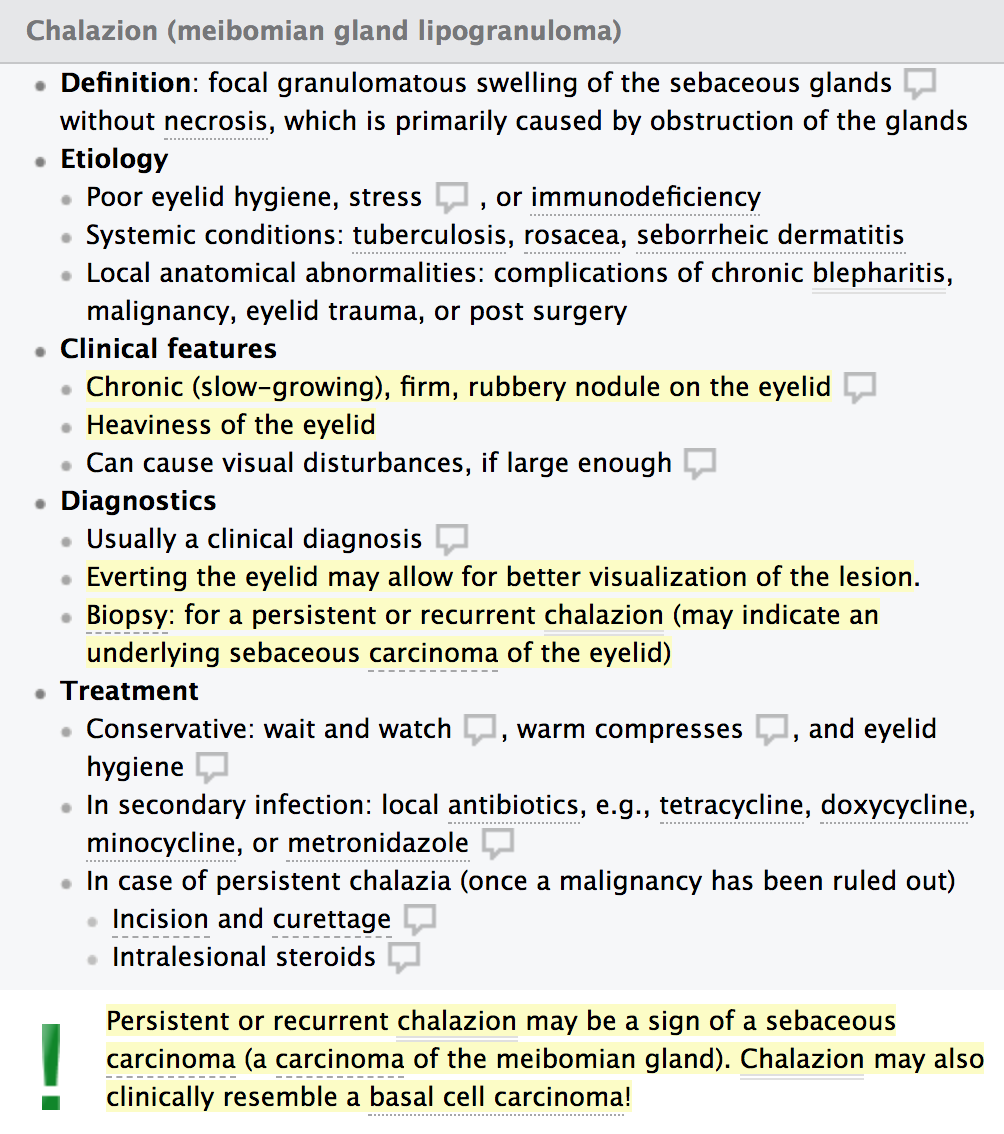 Chalazion (meibomian gland lipogranuloma)
Definition: focal granulomatous swelling of the sebaceous glands
without necrosis, which is primarily caused by obstruction of the glands
Etiology
Poor eyelid hygiene, stress , or immunodeficiency
Systemic conditions: tuberculosis, rosacea, seborrheic dermatitis
Local anatomical abnormalities: complications of chronic blepharitis,
malignancy, eyelid trauma, or post surgery
Clinical features
Chronic (slow-growing), firm, rubbery nodule on the eyelid
Heaviness of the eyelid
Can cause visual disturbances, if large enough
Diagnostics
Usually a clinical diagnosis
Everting the eyelid may allow for better visualization of the lesion.
Biopsy: for a persistent or recurrent chalazion (may indicate an
underlying sebaceous carcinoma of the eyelid)
Treatment
Conservative: wait and watch , warm compresses , and eyelid
hygiene
In secondary infection: local antibiotics, e.g., tetracycline, doxycycline,
minocycline, or metronidazole
In case of persistent chalazia (once a malignancy has been ruled out)
Incision and curettage
Intralesional steroids
Persistent or recurrent chalazion may be a sign of a sebaceous
carcinoma (a carcinoma of the meibomian gland). Chalazion may also
clinically resemble a basal cell carcinoma!